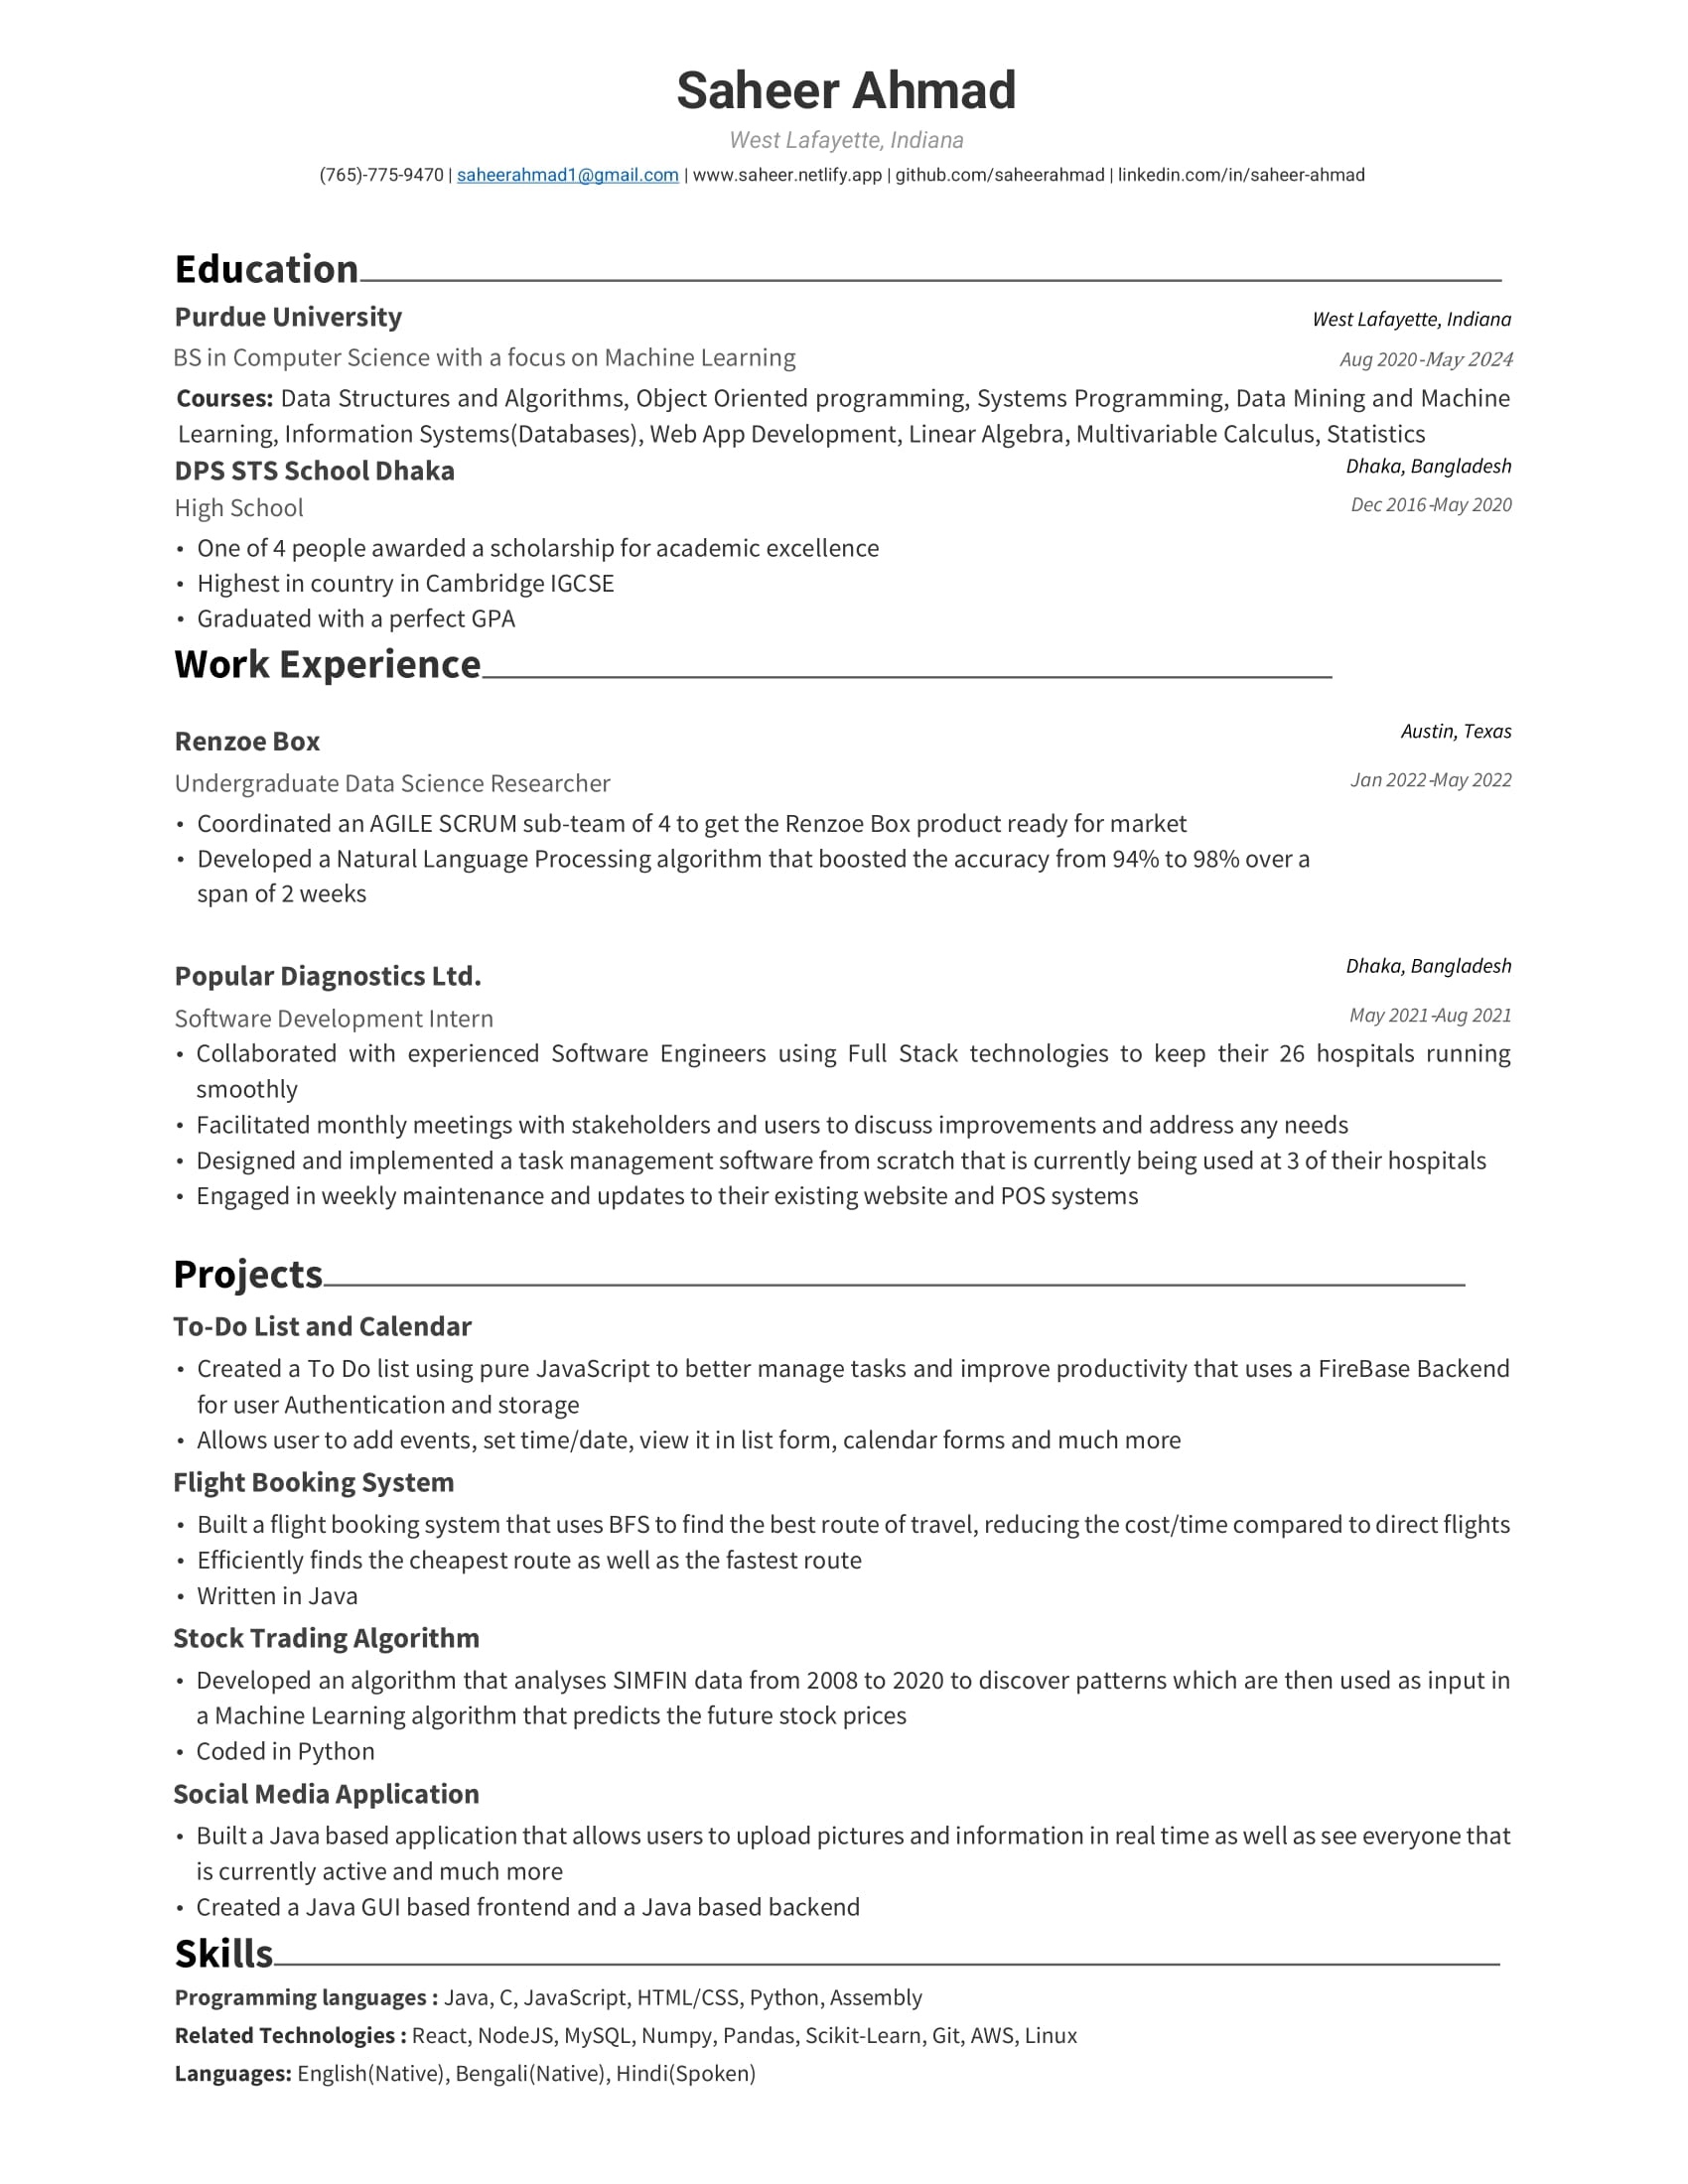 Saheer Ahmad
West Lafayette, Indiana
(765)-775-9470 | saheerahmad1@gmail.com | www.saheer.netlify.app | github.com/saheerahmad | linkedin.com/in/saheer-ahmad
Education
Purdue University West Lafayette, Indiana
BS in Computer Science with a focus on Machine Learning Aug 2020-May 2024
Courses: Data Structures and Algorithms, Object Oriented programming, Systems Programming, Data Mining and Machine
Learning, Information Systems(Databases), Web App Development, Linear Algebra, Multivariable Calculus, Statistics
DPS STS School Dhaka Dhaka, Bangladesh
High School Dec 2016-May 2020
• One of 4 people awarded a scholarship for academic excellence
• Highest in country in Cambridge IGCSE
• Graduated with a perfect GPA
Work Experience
Renzoe Box Austin, Texas
Undergraduate Data Science Researcher Jan 2022-May 2022
• Coordinated an AGILE SCRUM sub-team of 4 to get the Renzoe Box product ready for market
• Developed a Natural Language Processing algorithm that boosted the accuracy from 94% to 98% over a
span of 2 weeks
Popular Diagnostics Ltd. Dhaka, Bangladesh
Software Development Intern May 2021-Aug 2021
• Collaborated with experienced Software Engineers using Full Stack technologies to keep their 26 hospitals running
smoothly
• Facilitated monthly meetings with stakeholders and users to discuss improvements and address any needs
• Designed and implemented a task management software from scratch that is currently being used at 3 of their hospitals
• Engaged in weekly maintenance and updates to their existing website and POS systems
Projects
To-Do List and Calendar
• Created a To Do list using pure JavaScript to better manage tasks and improve productivity that uses a FireBase Backend
for user Authentication and storage
• Allows user to add events, set time/date, view it in list form, calendar forms and much more
Flight Booking System
• Built a flight booking system that uses BFS to find the best route of travel, reducing the cost/time compared to direct flights
• Efficiently finds the cheapest route as well as the fastest route
• Written in Java
Stock Trading Algorithm
• Developed an algorithm that analyses SIMFIN data from 2008 to 2020 to discover patterns which are then used as input in
a Machine Learning algorithm that predicts the future stock prices
• Coded in Python
Social Media Application
• Built a Java based application that allows users to upload pictures and information in real time as well as see everyone that
is currently active and much more
• Created a Java GUI based frontend and a Java based backend
Skills
Programming languages : Java, C, JavaScript, HTML/CSS, Python, Assembly
Related Technologies : React, NodeJS, MySQL, Numpy, Pandas, Scikit-Learn, Git, AWS, Linux
Languages: English(Native), Bengali(Native), Hindi(Spoken)